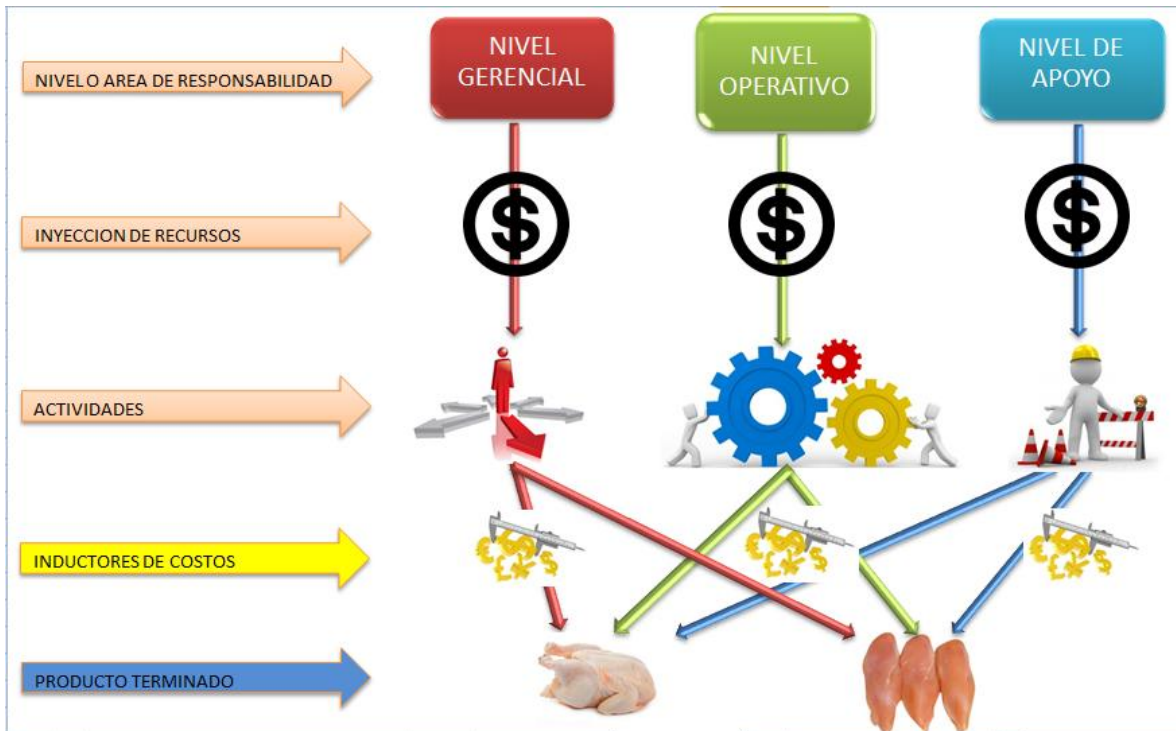 NIVEL
GERENCIAL
NIVEL
OPERATIVO
NIVEL DE
APOYO
NIVEL O AREA DE RESPONSABILIDAD
$
$
$
INYECCION DE RECURSOS
ACTIVIDADES
INDUCTORES DE COSTOS
PRODUCTO TERMINADO